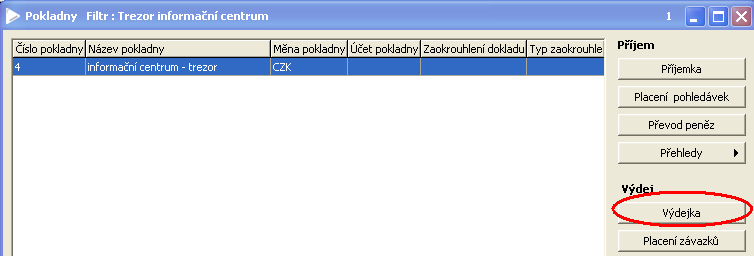 Pokladny Filtr : Trezor informační centrum 1
Číslo pokladny Název pokladny Měna pokladny Účet pokladny Zaokrouhlení dokladu Typ zaokrouhle
4 informační centrum - trezor CZK
Příjem
Příjemka
Placení pohledávek
Převod peněz
Přehledy
Výdej
Výdejka
Placení závazků